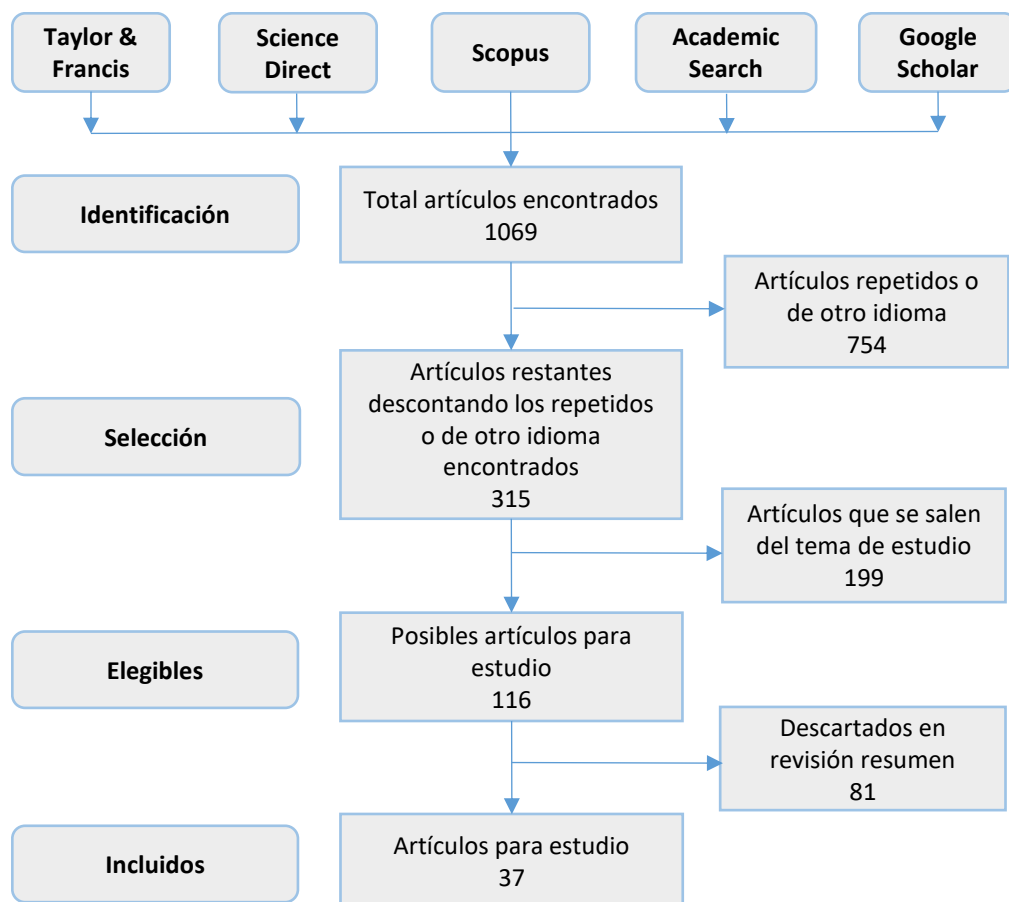 Taylor &
Francis
Science
Direct
Scopus
Academic
Search
Google
Scholar
Identificación
Total artículos encontrados
1069
Artículos repetidos o
de otro idioma
754
Selección
Artículos restantes
descontando los repetidos
o de otro idioma
encontrados
315
Artículos que se salen
del tema de estudio
199
Elegibles
Posibles artículos para
estudio
116
Descartados en
revisión resumen
81
Incluidos
Artículos para estudio
37